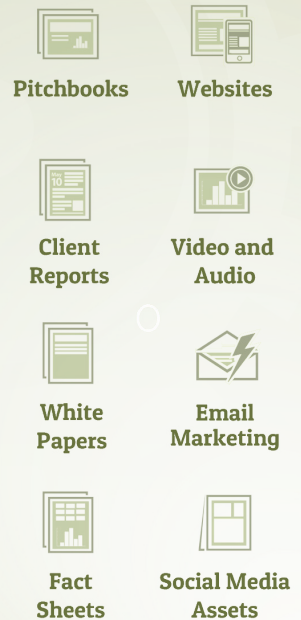 Pitchbooks
Websites
Client
Reports
Video and
Audio
White
Papers
Email
Marketing
Fact
Sheets
Social Media
Assets